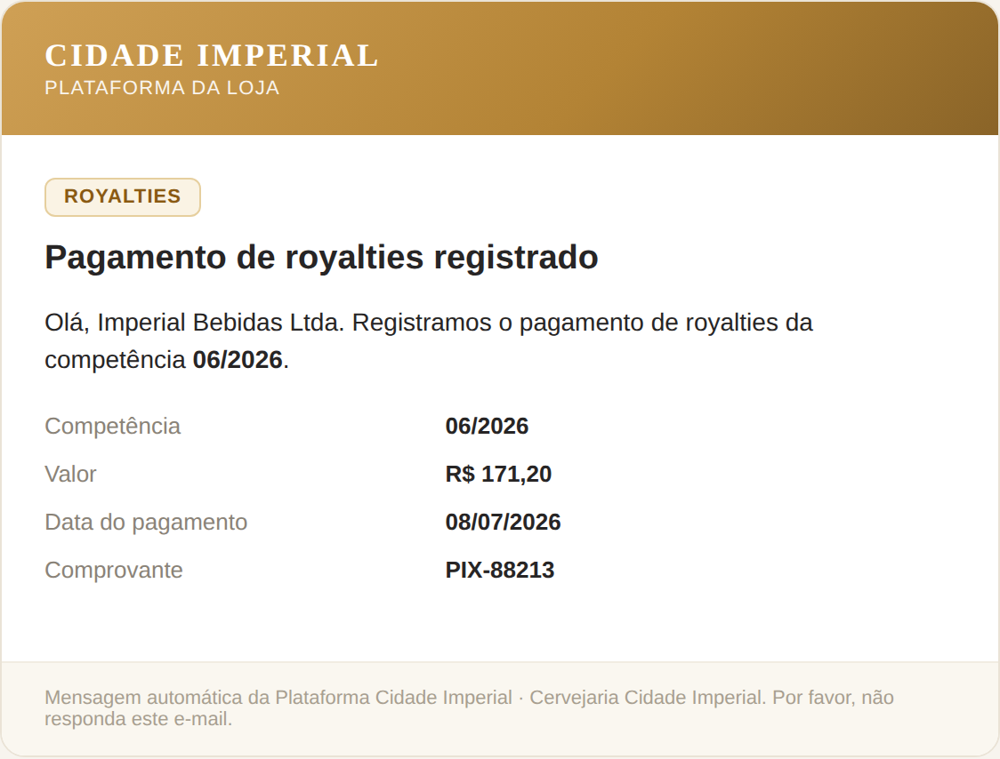 CIDADE IMPERIAL
PLATAFORMA DA LOJA
ROYALTIES
Pagamento de royalties registrado
Olá, Imperial Bebidas Ltda. Registramos o pagamento de royalties da
competência 06/2026.
Competência 06/2026
Valor R$ 171,20
Data do pagamento 08/07/2026
Comprovante PIX-88213
Mensagem automática da Plataforma Cidade Imperial · Cervejaria Cidade Imperial. Por favor, não
responda este e-mail.